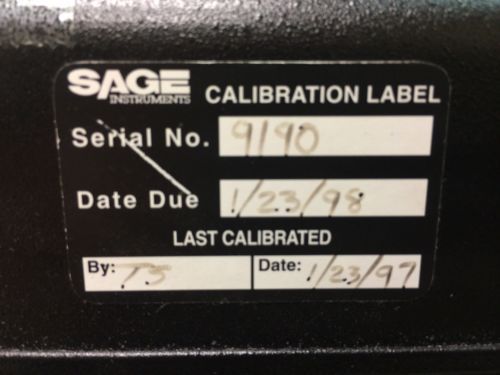 SAGE
INSTRUMENTS
CALIBRATION LABEL
Serial No. 9190
Date Due 1/23/98
LAST CALIBRATED
By: TS Date: 1/23/97